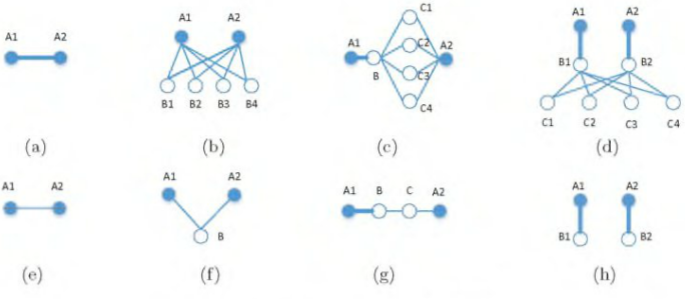 A1 A2
(a)
A1 A2
B1 B2 B3 B4
(b)
C1
A1 C2 A2
B C3
C4
(c)
A1 A2
B1 B2
C1 C2 C3 C4
(d)
A1 A2
(e)
A1 A2
B
(f)
A1 B C A2
(g)
A1 A2
B1 B2
(h)